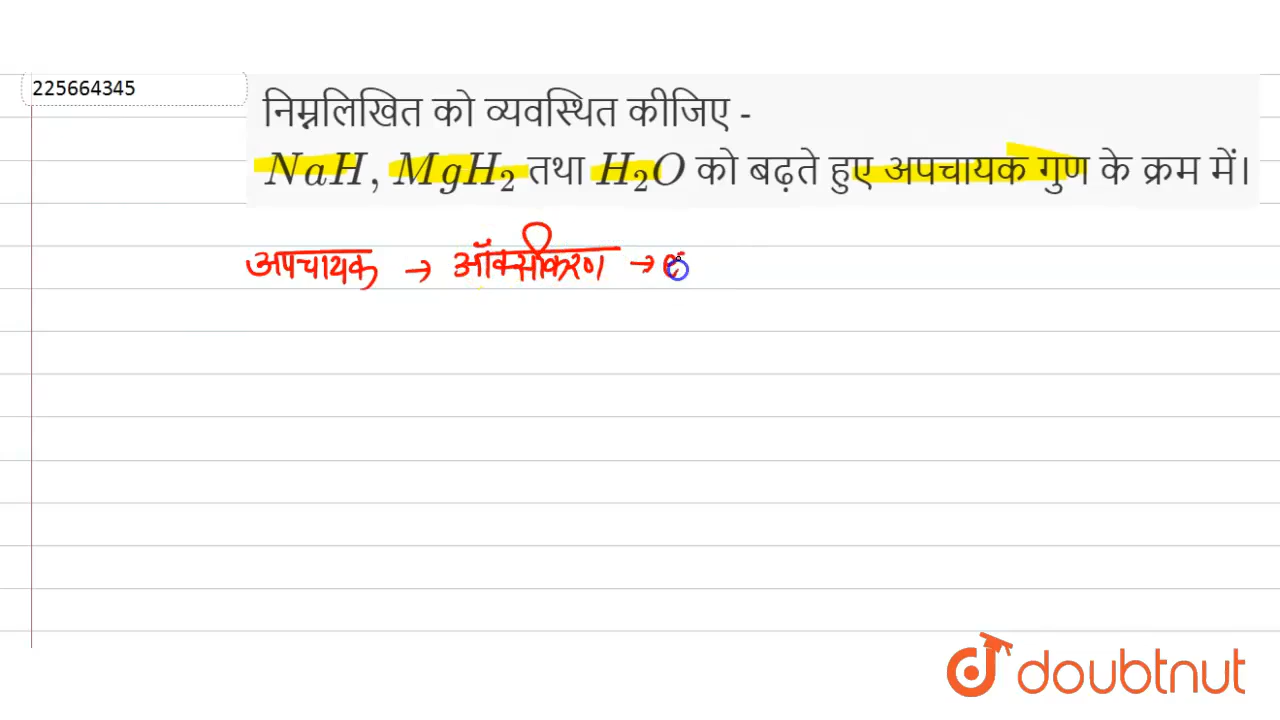 225664345
निम्नलिखित को व्यवस्थित कीजिए -
NaH, MgH₂ तथा H₂O को बढ़ते हुए अपचायक गुण के क्रम में।
अपचायक → ऑक्सीकरण →
doubtnut